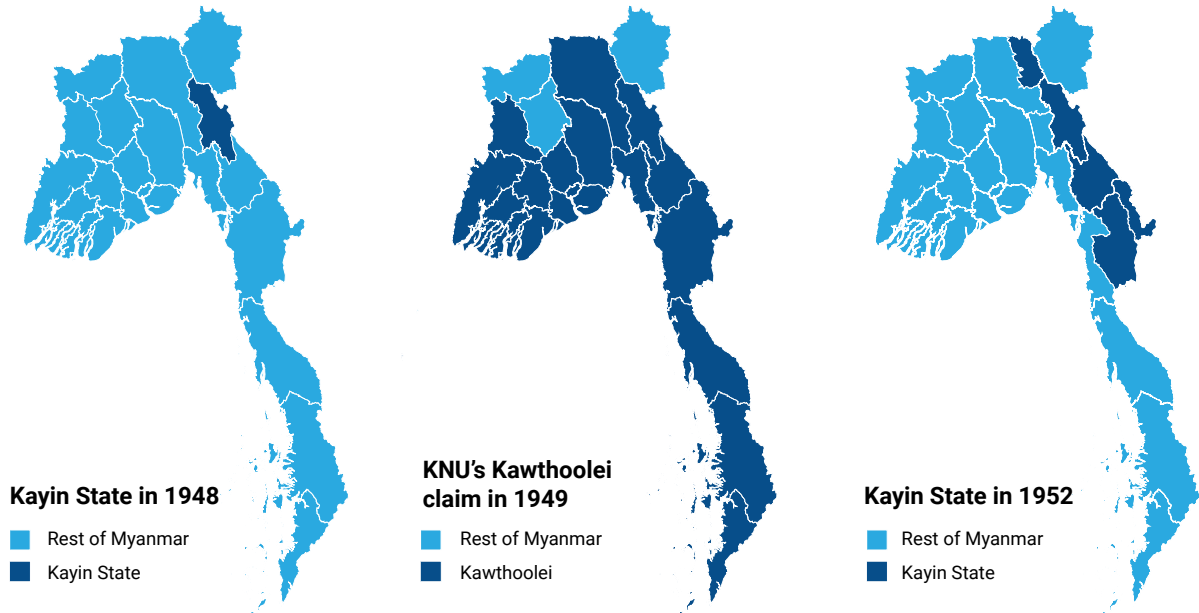 Kayin State in 1948
Rest of Myanmar
Kayin State
KNU’s Kawthoolei
claim in 1949
Rest of Myanmar
Kawthoolei
Kayin State in 1952
Rest of Myanmar
Kayin State